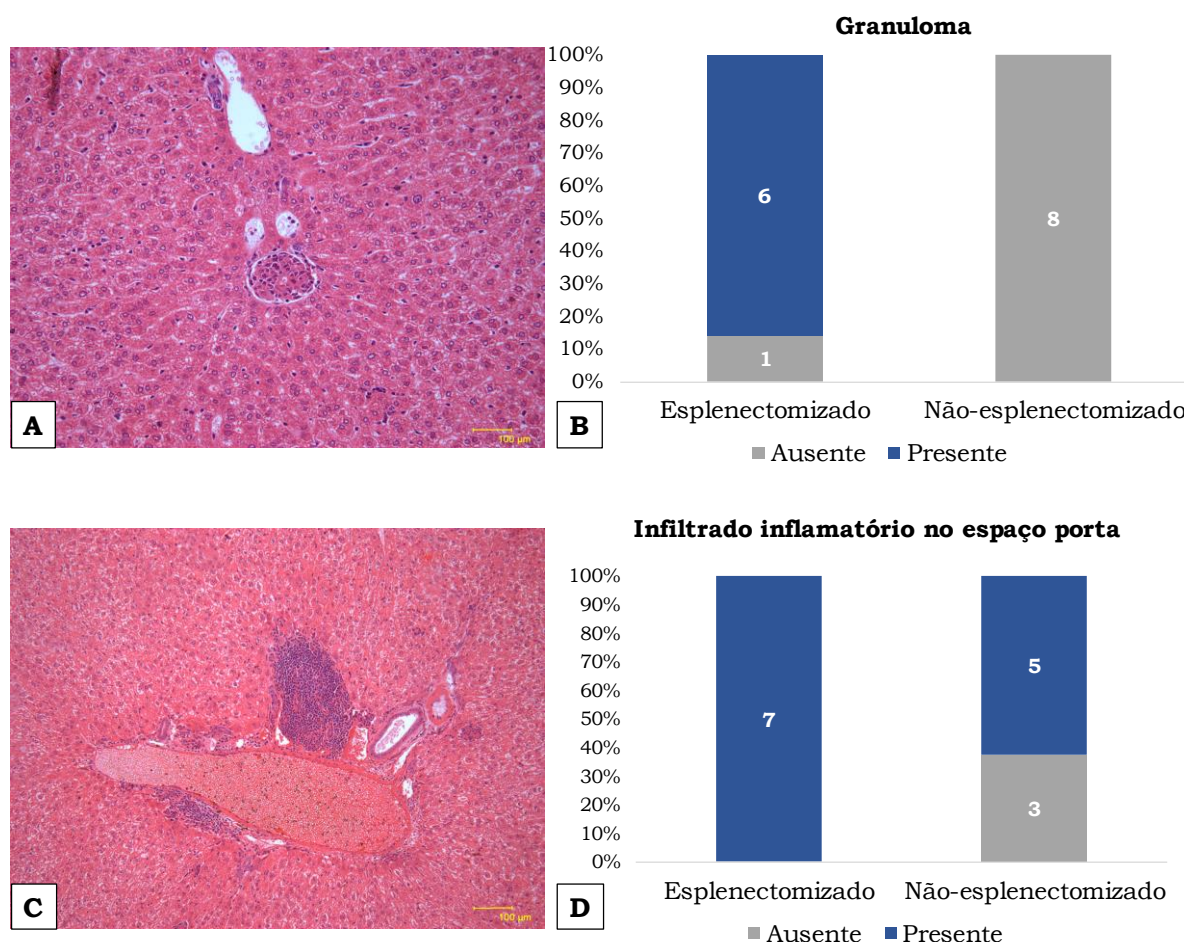 Granuloma
100%
90%
80%
70%
60%
50%
40%
30%
20%
10%
0%
6
1
8
Esplenectomizado Não-esplenectomizado
Ausente Presente
A
100 µm
B
Infiltrado inflamatório no espaço porta
100%
90%
80%
70%
60%
50%
40%
30%
20%
10%
0%
7
5
3
Esplenectomizado Não-esplenectomizado
Ausente Presente
C
100 µm
D